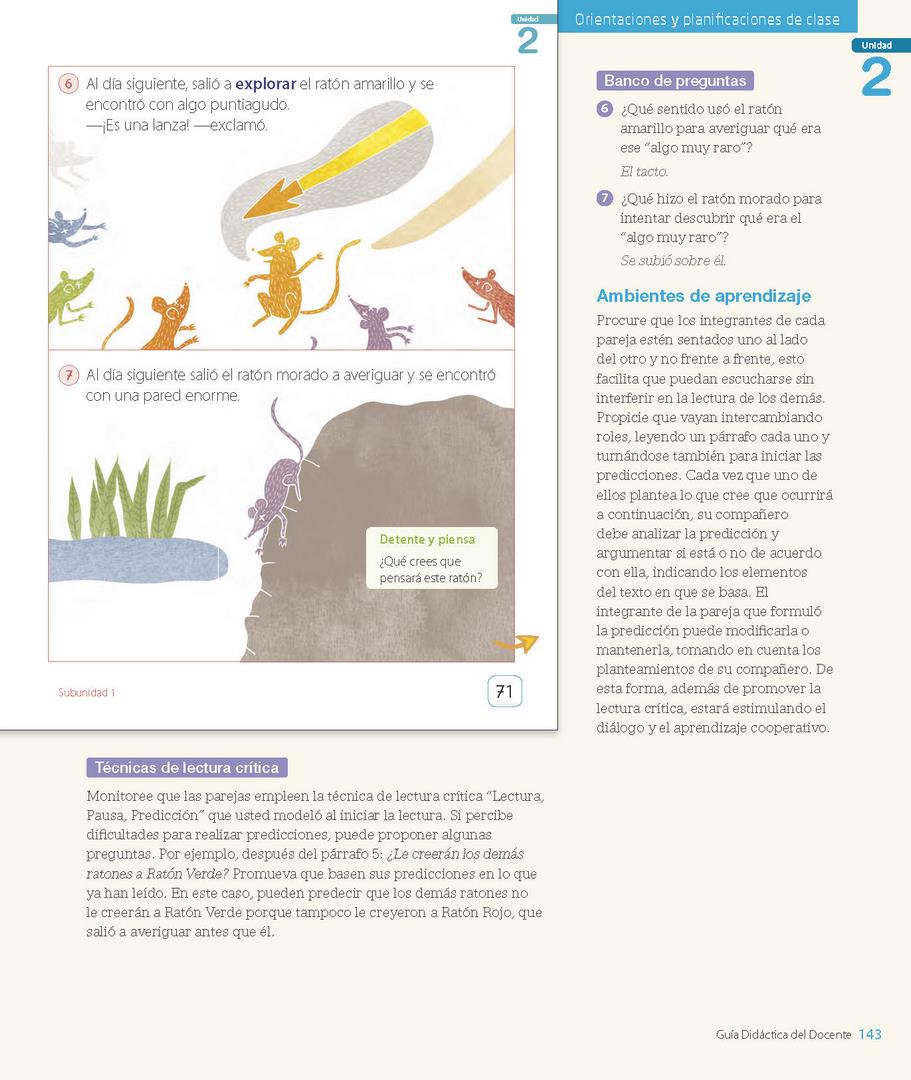 Unidad
2
6 Al día siguiente, salió a explorar el ratón amarillo y se
encontró con algo puntiagudo.
—¡Es una lanza! —exclamó.
7 Al día siguiente salió el ratón morado a averiguar y se encontró
con una pared enorme.
Detente y piensa
¿Qué crees que
pensará este ratón?
Subunidad 1
71
Orientaciones y planificaciones de clase
Unidad
2
Banco de preguntas
6 ¿Qué sentido usó el ratón
amarillo para averiguar qué era
ese “algo muy raro”?
El tacto.
7 ¿Qué hizo el ratón morado para
intentar descubrir qué era el
“algo muy raro”?
Se subió sobre él.
Ambientes de aprendizaje
Procure que los integrantes de cada
pareja estén sentados uno al lado
del otro y no frente a frente, esto
facilita que puedan escucharse sin
interferir en la lectura de los demás.
Propicie que vayan intercambiando
roles, leyendo un párrafo cada uno y
turnándose también para iniciar las
predicciones. Cada vez que uno de
ellos plantea lo que cree que ocurrirá
a continuación, su compañero
debe analizar la predicción y
argumentar si está o no de acuerdo
con ella, indicando los elementos
del texto en que se basa. El
integrante de la pareja que formuló
la predicción puede modificarla o
mantenerla, tomando en cuenta los
planteamientos de su compañero. De
esta forma, además de promover la
lectura crítica, estará estimulando el
diálogo y el aprendizaje cooperativo.
Técnicas de lectura crítica
Monitoree que las parejas empleen la técnica de lectura crítica “Lectura,
Pausa, Predicción” que usted modeló al iniciar la lectura. Si percibe
dificultades para realizar predicciones, puede proponer algunas
preguntas. Por ejemplo, después del párrafo 5: ¿Le creerán los demás
ratones a Ratón Verde? Promueva que basen sus predicciones en lo que
ya han leído. En este caso, pueden predecir que los demás ratones no
le creerán a Ratón Verde porque tampoco le creyeron a Ratón Rojo, que
salió a averiguar antes que él.
Guía Didáctica del Docente 143